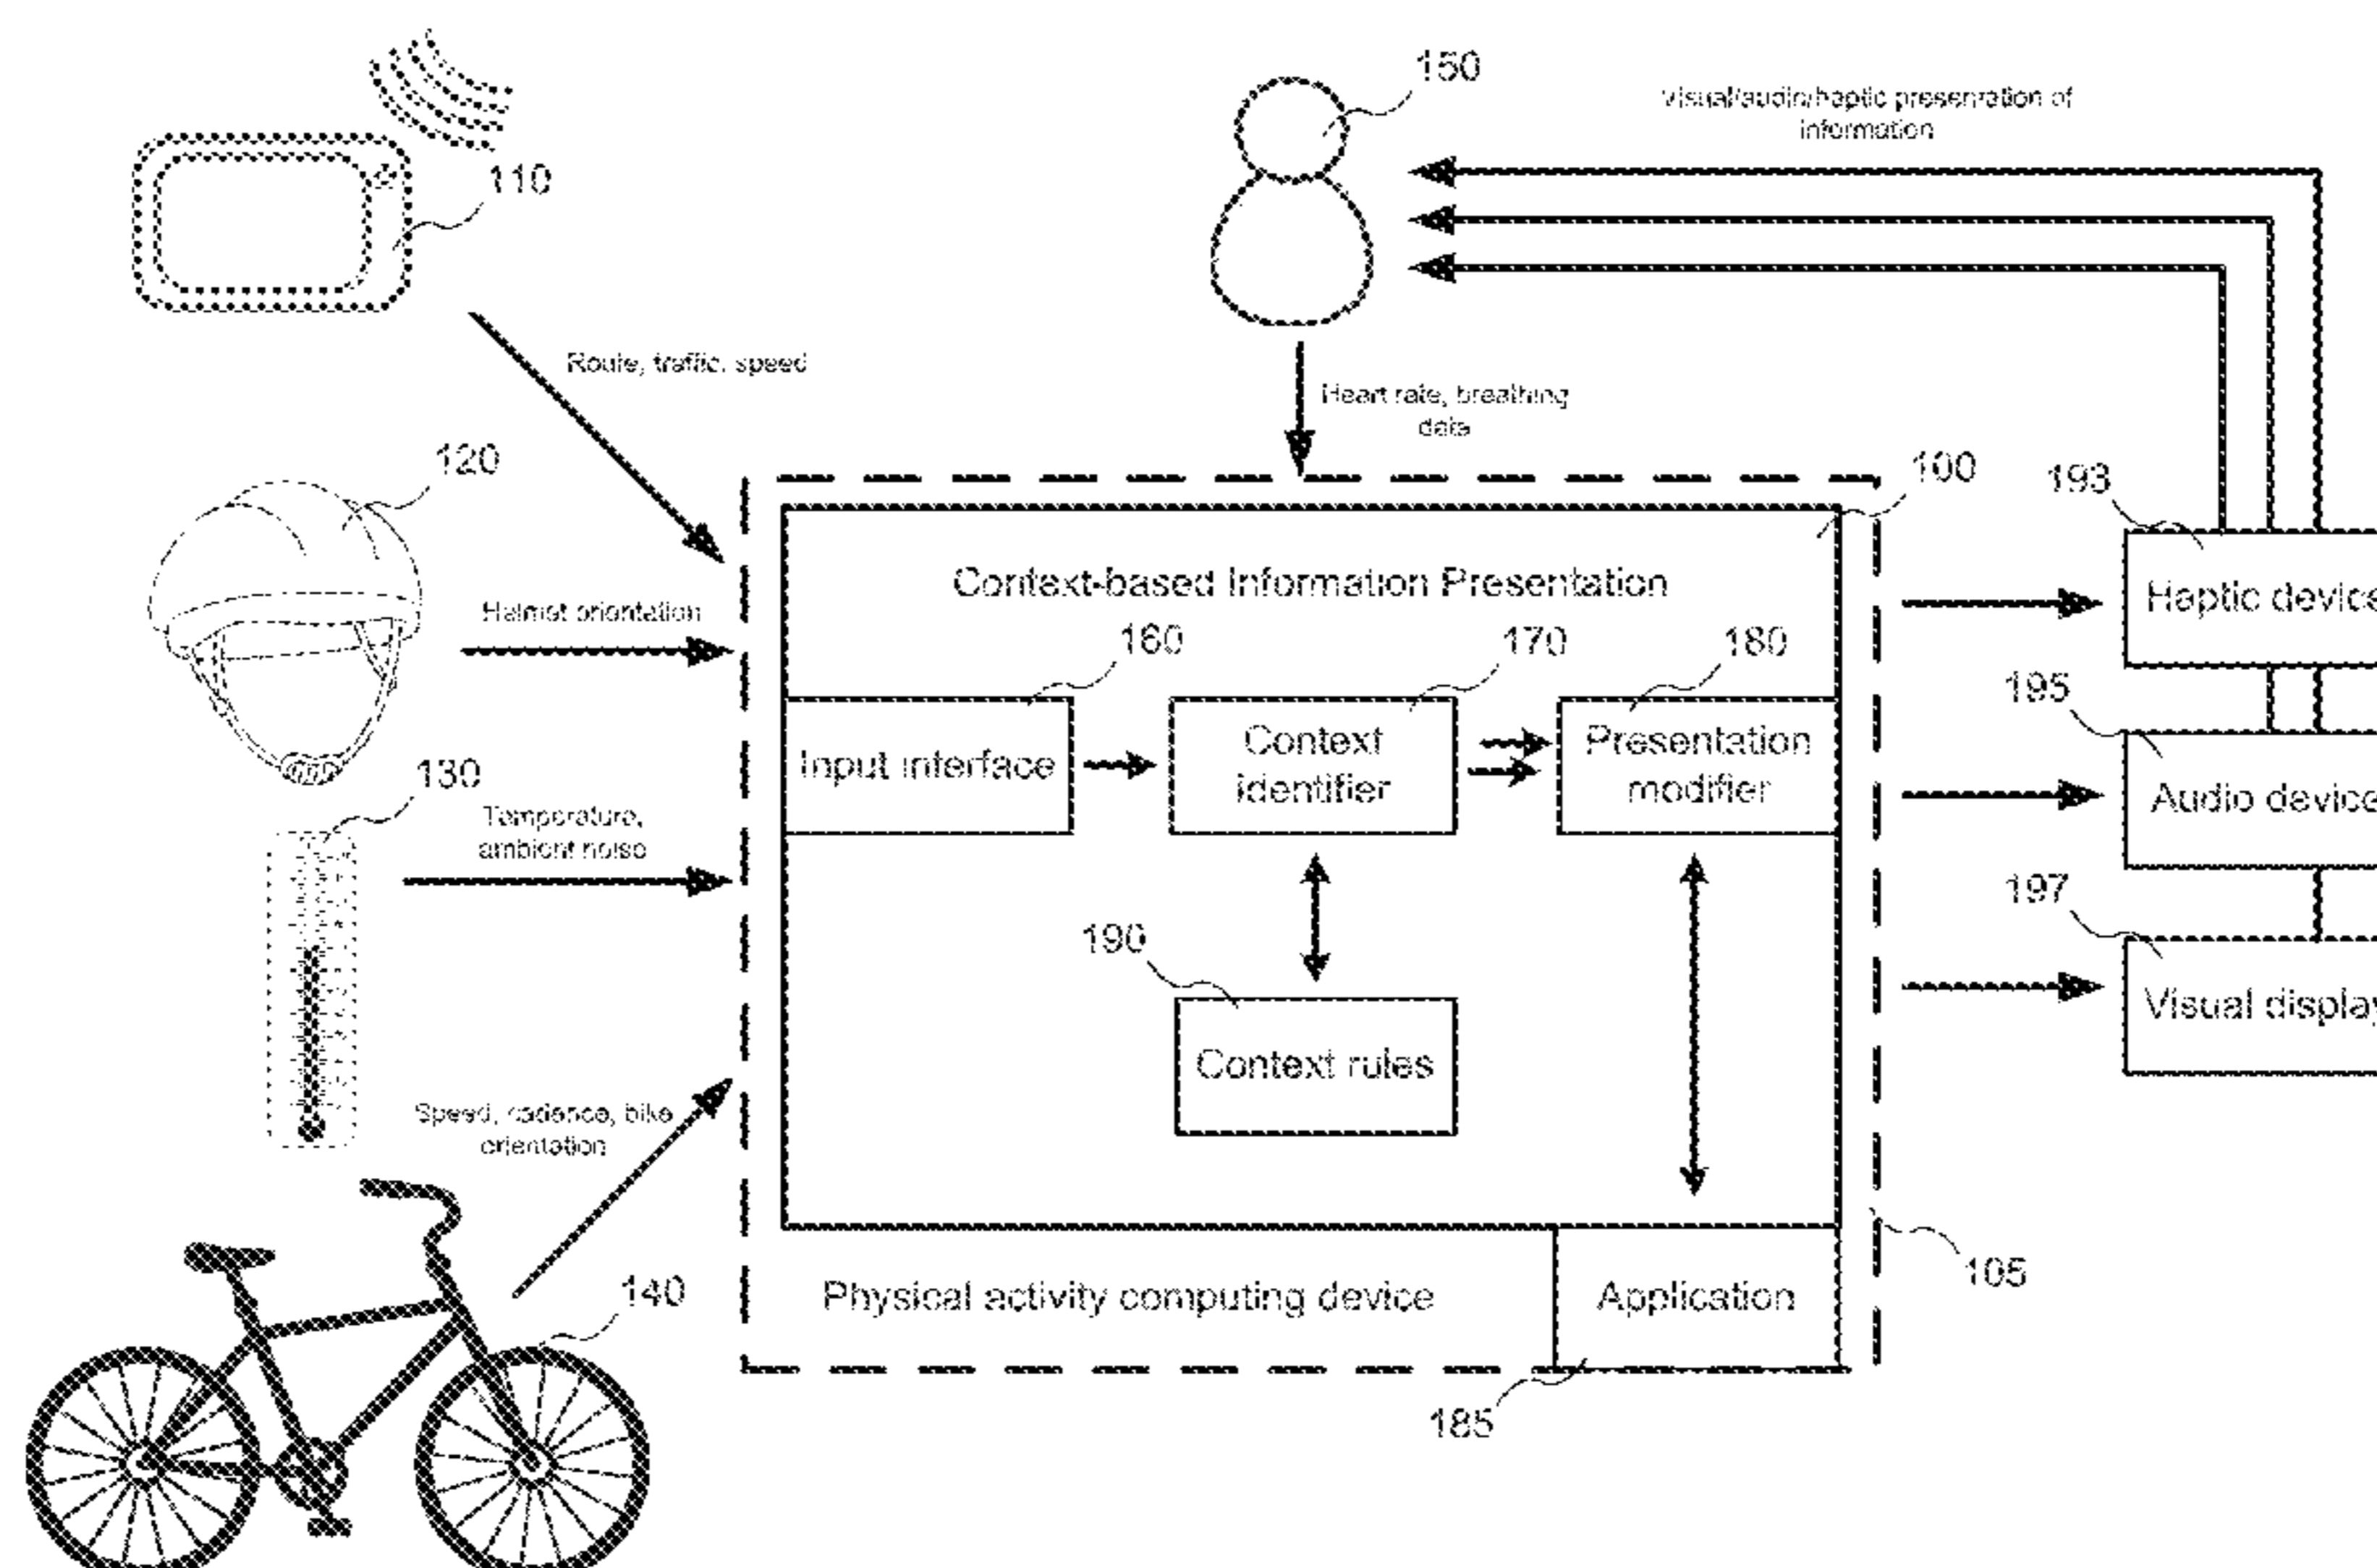 150
Visual/audio/haptic presentation of
information
110
Route, traffic, speed
Heart rate, breathing
data
120
100
193
Context-based Information Presentation
Haptic device
Helmet orientation
160
170
180
195
Input interface
Context
identifier
Presentation
modifier
130
Temperature,
ambient noise
Audio device
197
190
Visual display
Context rules
Speed, cadence, bike
orientation
105
140
Physical activity computing device
Application
185